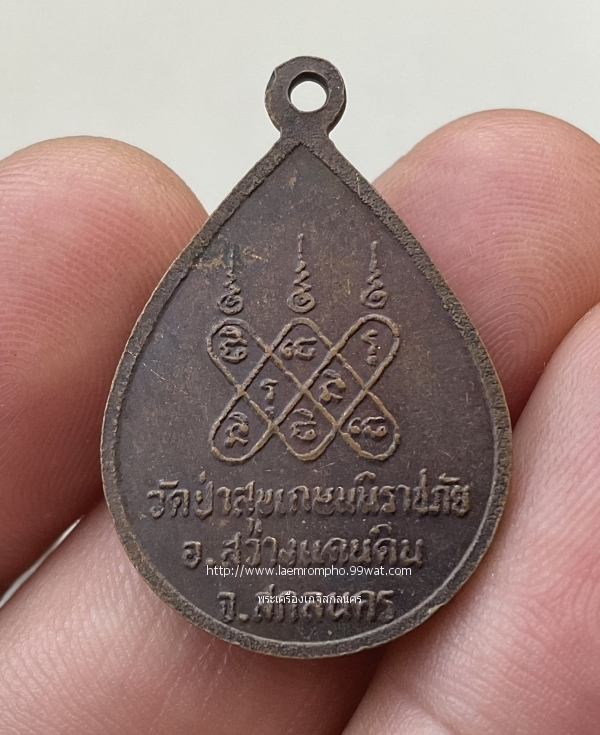 วัดป่าสุขเกษมนิราชภัย
อ.สว่างแดนดิน
http://www.laemrompho.99wat.com
พระเครื่องเกจิสกลนคร
จ.สกลนคร